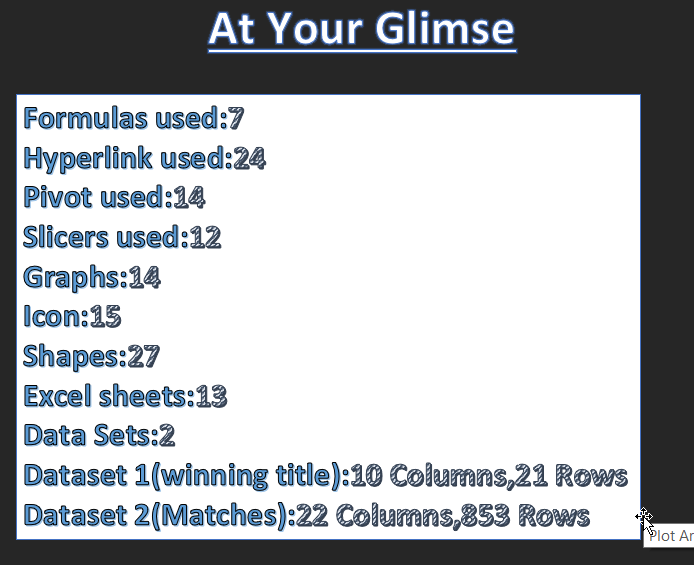 At Your Glimse
Formulas used:7
Hyperlink used:24
Pivot used:14
Slicers used:12
Graphs:14
Icon:15
Shapes:27
Excel sheets:13
Data Sets:2
Dataset 1(winning title):10 Columns,21 Rows
Dataset 2(Matches):22 Columns,853 Rows
Plot Ar